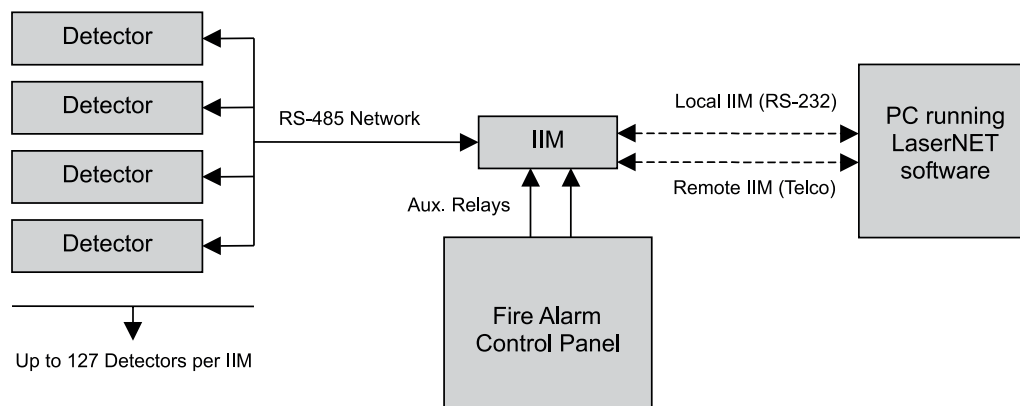 Detector
Detector
Detector
Detector
Up to 127 Detectors per IIM
RS-485 Network
IIM
Aux. Relays
Fire Alarm
Control Panel
Local IIM (RS-232)
Remote IIM (Telco)
PC running
LaserNET
software